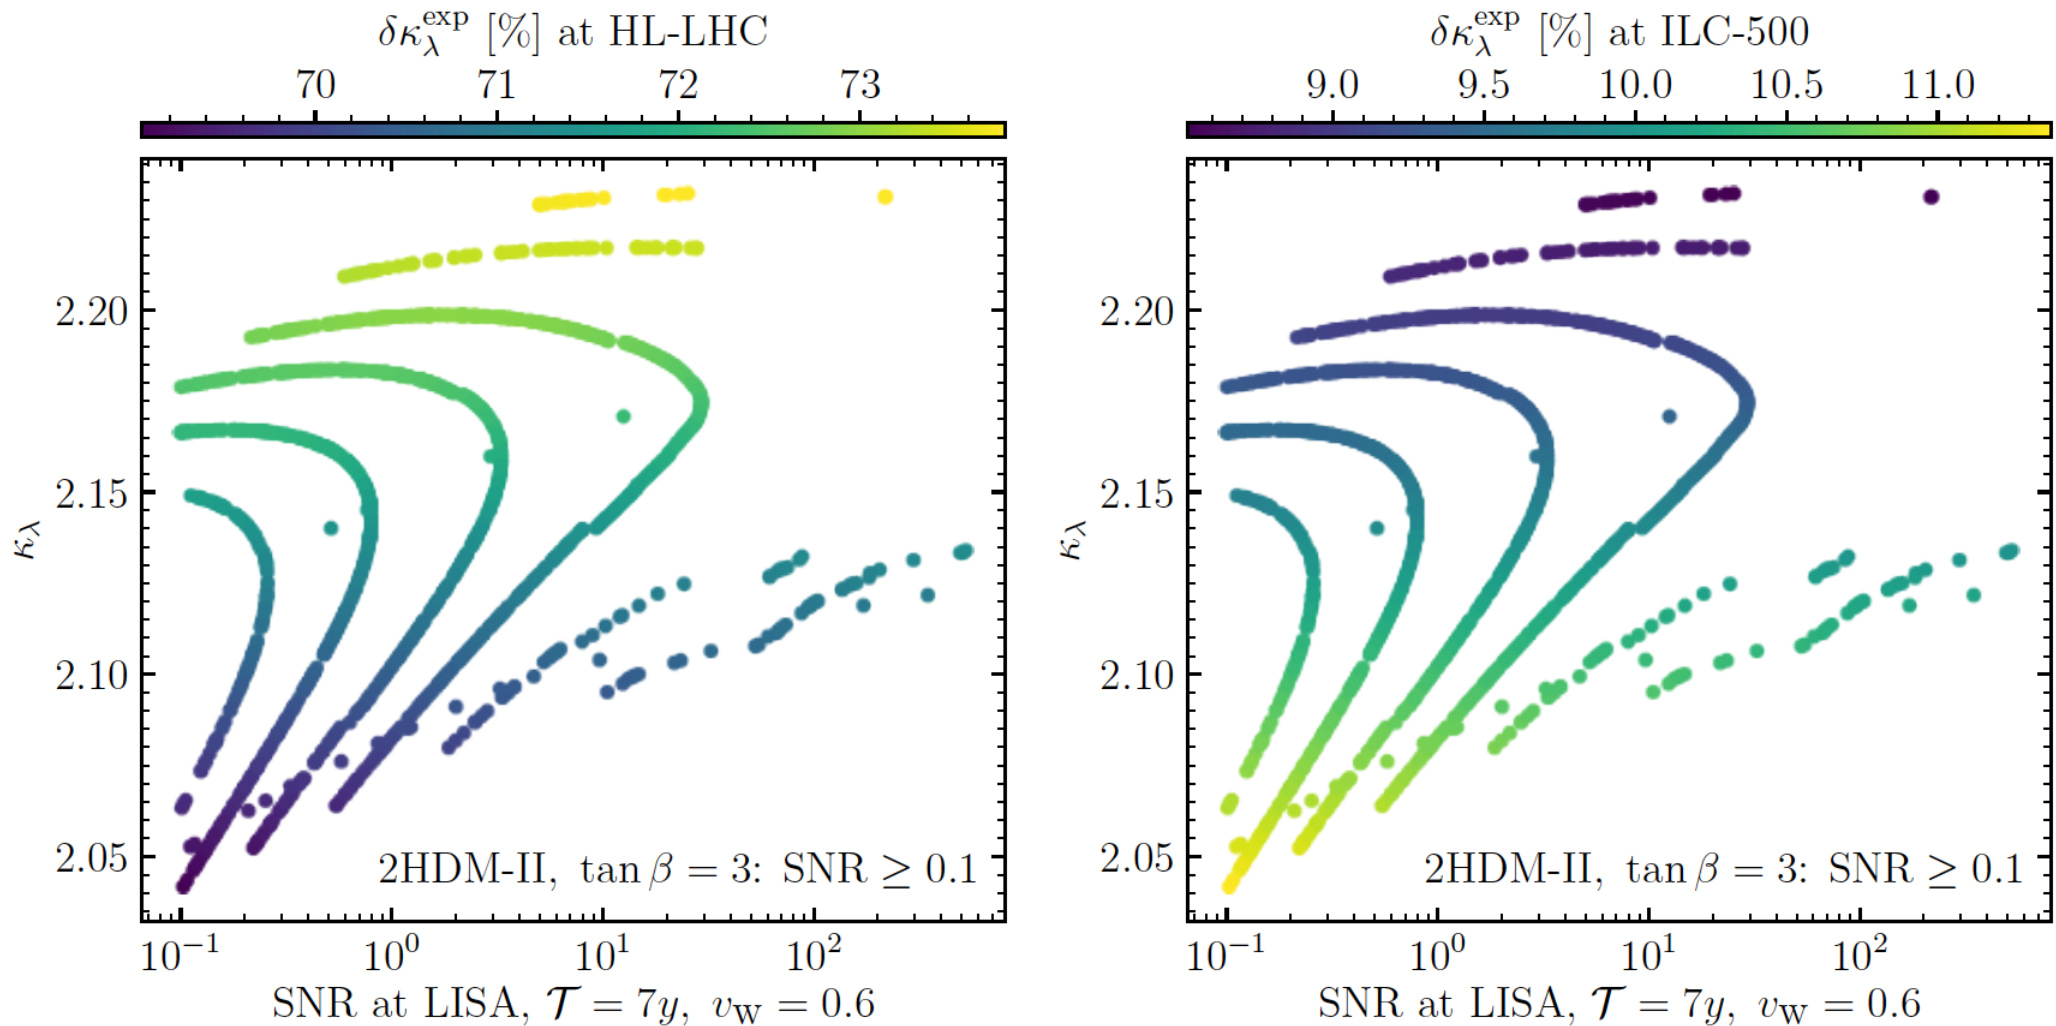 δκ_λ^exp [%] at HL-LHC
70 71 72 73
κ_λ
2.20
2.15
2.10
2.05
2HDM-II, tan β = 3: SNR ≥ 0.1
10^−1 10^0 10^1 10^2
SNR at LISA, 𝒯 = 7y, v_W = 0.6
δκ_λ^exp [%] at ILC-500
9.0 9.5 10.0 10.5 11.0
κ_λ
2.20
2.15
2.10
2.05
2HDM-II, tan β = 3: SNR ≥ 0.1
10^−1 10^0 10^1 10^2
SNR at LISA, 𝒯 = 7y, v_W = 0.6